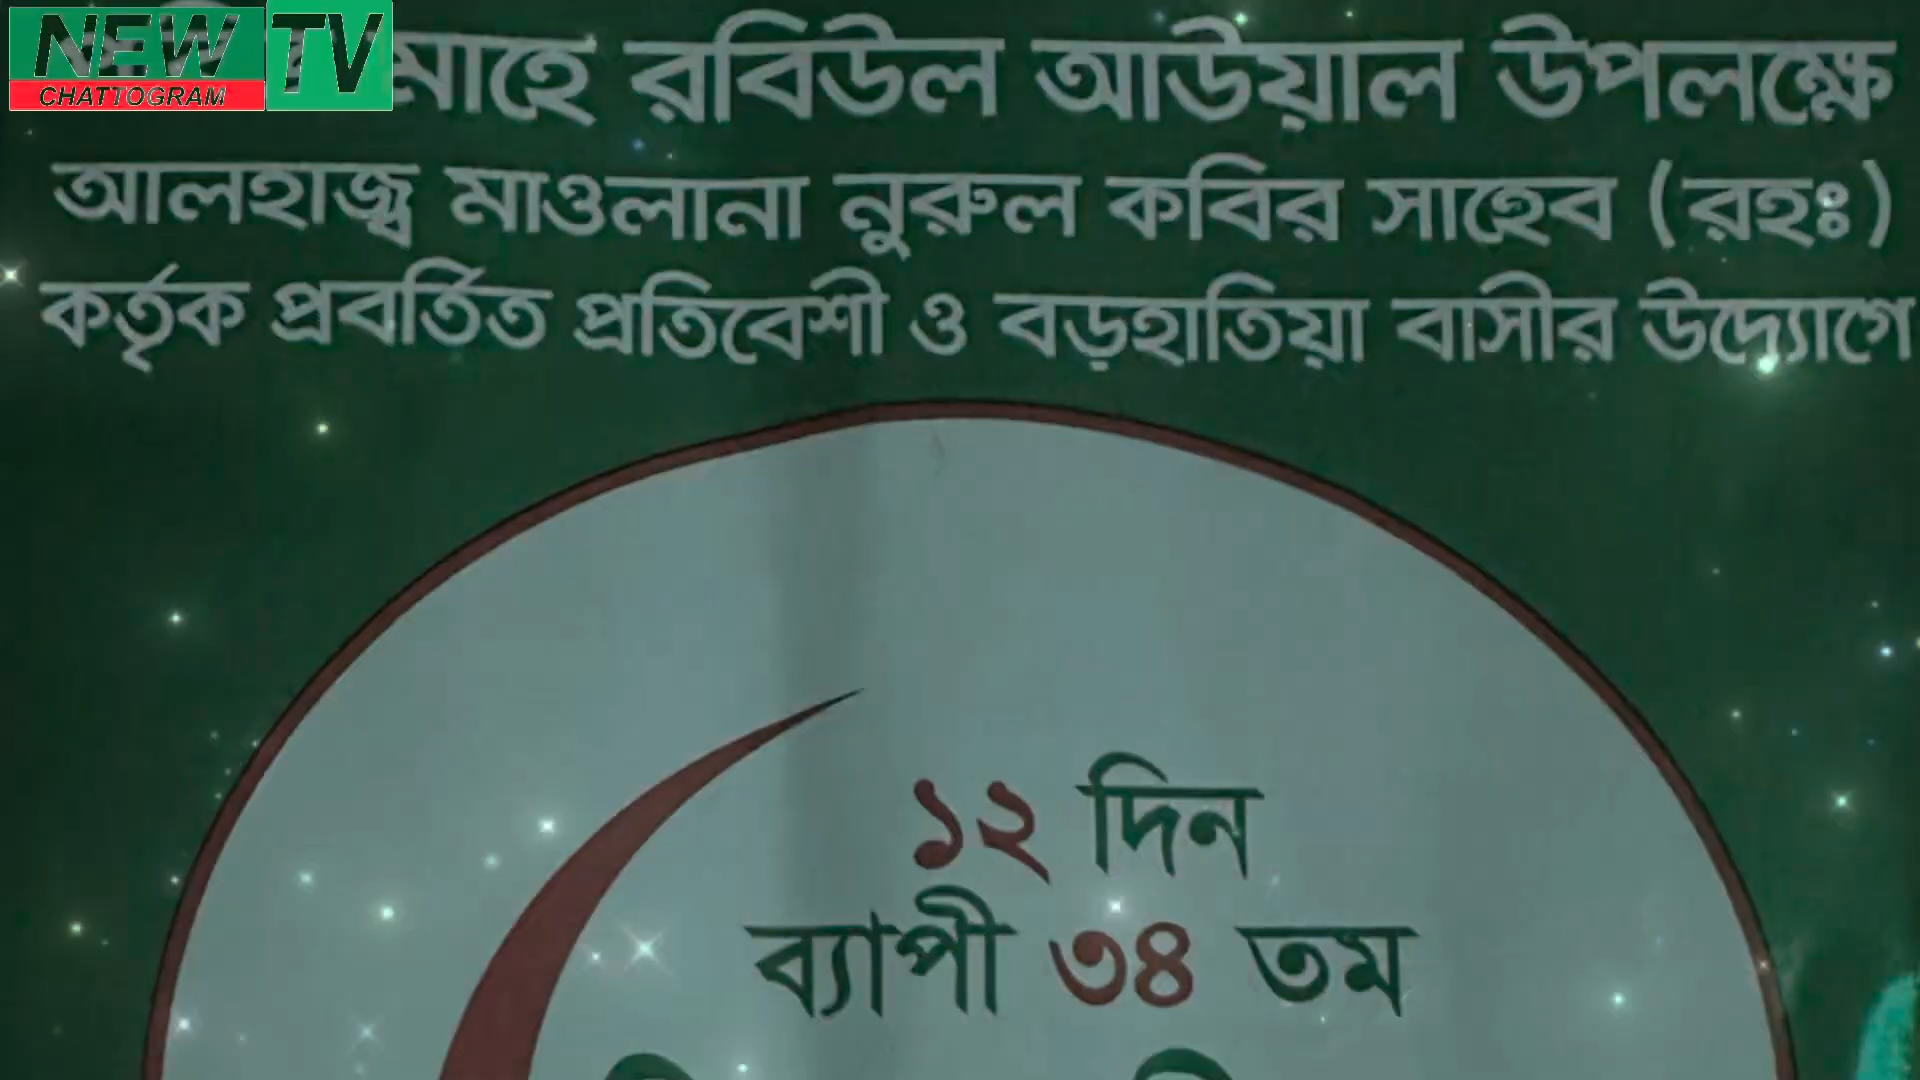 NEW TV
CHATTOGRAM
মাহে রবিউল আউয়াল উপলক্ষে
আলহাজ্ব মাওলানা নুরুল কবির সাহেব (রহঃ)
কর্তৃক প্রবর্তিত প্রতিবেশী ও বড়হাতিয়া বাসীর উদ্যোগে
১২ দিন
ব্যাপী ৩৪ তম